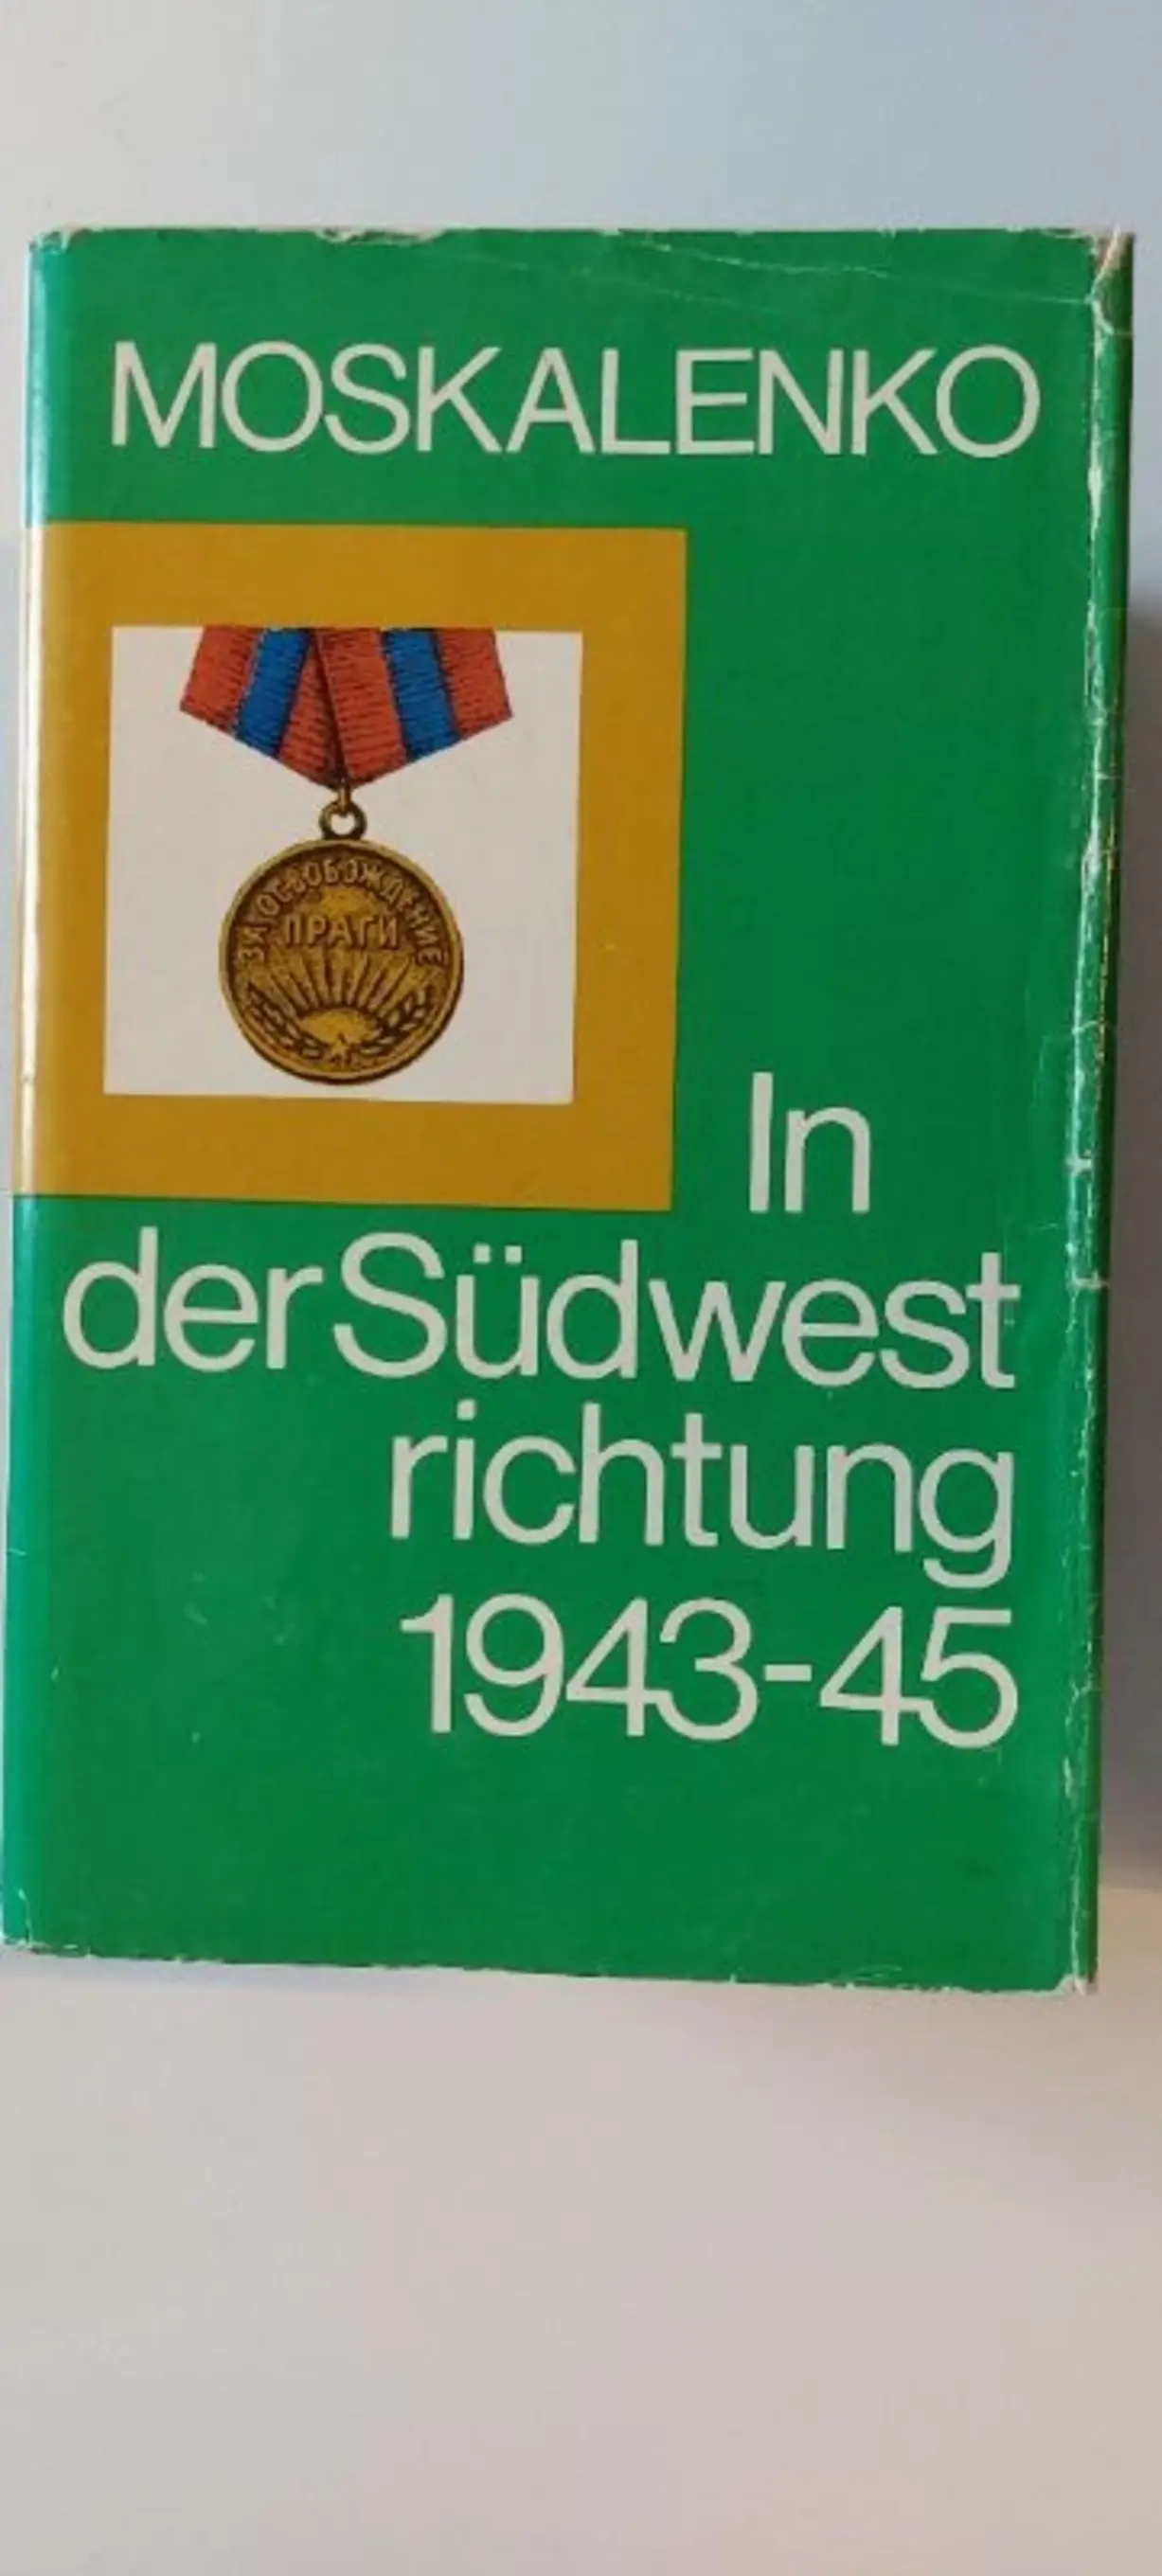 MOSKALENKO
ЗА ОСВОБОЖДЕНИЕ
ПРАГИ
In
der Südwest
richtung
1943-45